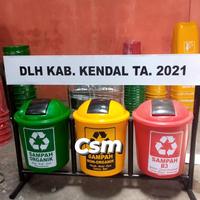 DLH KAB. KENDAL TA. 2021
Csm
SAMPAH
ORGANIK
SAMPAH
NON-ORGANIK
SAMPAH
B3